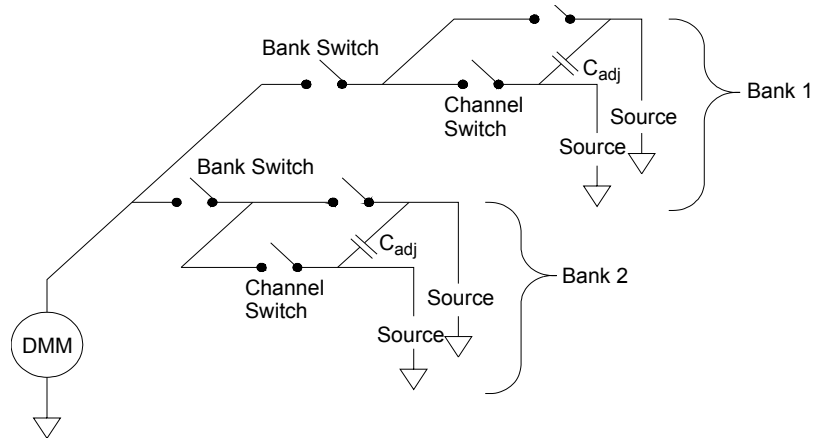 Bank Switch
C adj
Channel
Switch
Bank 1
Source
Source
Bank Switch
C adj
Channel
Switch
Bank 2
Source
Source
DMM